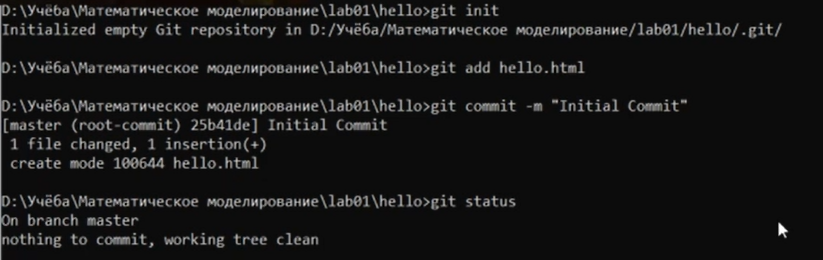 D:\Учёба\Математическое моделирование\lab01\hello>git init
Initialized empty Git repository in D:/Учёба/Математическое моделирование/lab01/hello/.git/
D:\Учёба\Математическое моделирование\lab01\hello>git add hello.html
D:\Учёба\Математическое моделирование\lab01\hello>git commit -m "Initial Commit"
[master (root-commit) 25b41de] Initial Commit
1 file changed, 1 insertion(+)
create mode 100644 hello.html
D:\Учёба\Математическое моделирование\lab01\hello>git status
On branch master
nothing to commit, working tree clean